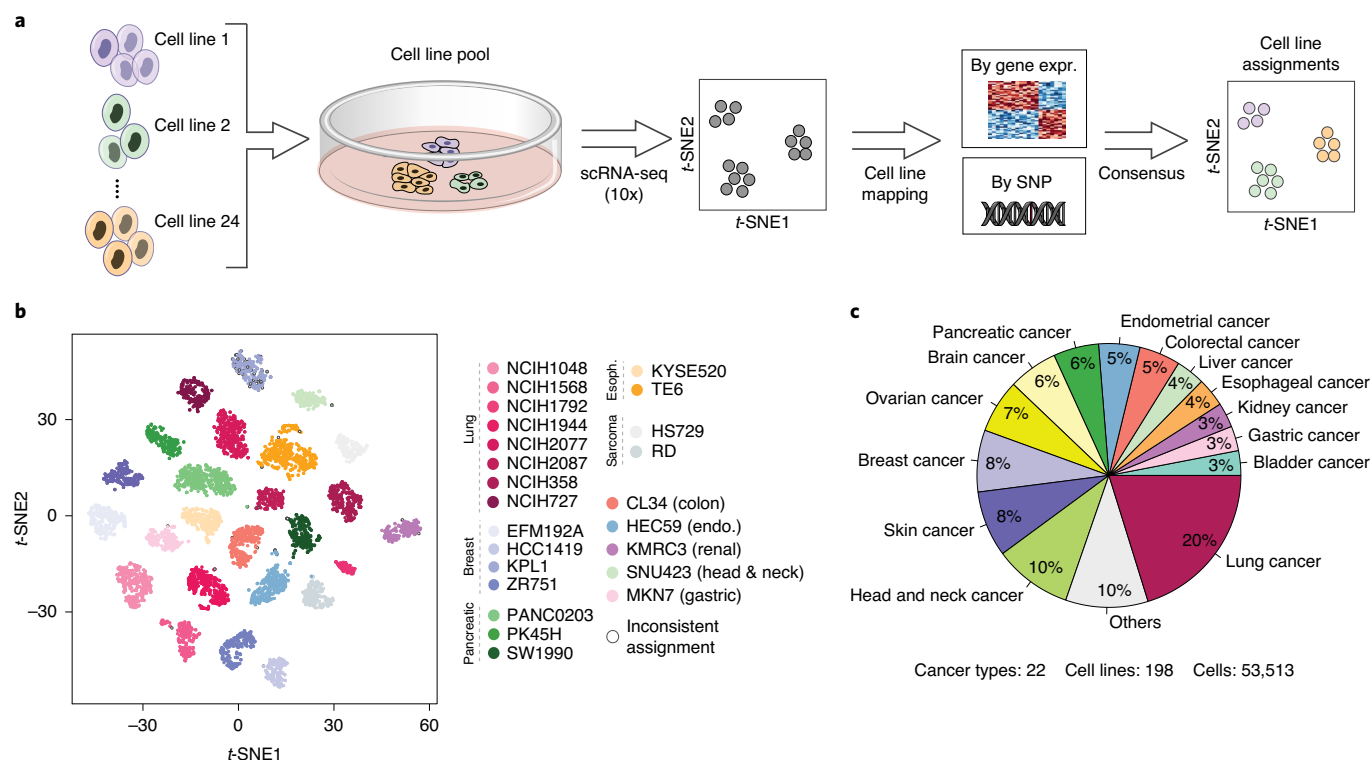 a
Cell line 1
Cell line 2
Cell line 24
Cell line pool
scRNA-seq
(10x)
t-SNE2
t-SNE1
Cell line
mapping
By gene expr.
By SNP
Consensus
Cell line
assignments
t-SNE2
t-SNE1
b
t-SNE2
30
0
–30
–30
0
30
60
t-SNE1
Lung
NCIH1048
NCIH1568
NCIH1792
NCIH1944
NCIH2077
NCIH2087
NCIH358
NCIH727
Breast
EFM192A
HCC1419
KPL1
ZR751
Pancreatic
PANC0203
PK45H
SW1990
Esoph.
KYSE520
TE6
Sarcoma
HS729
RD
CL34 (colon)
HEC59 (endo.)
KMRC3 (renal)
SNU423 (head & neck)
MKN7 (gastric)
Inconsistent
assignment
c
Endometrial cancer
5%
Colorectal cancer
5%
Liver cancer
4%
Esophageal cancer
4%
Kidney cancer
3%
Gastric cancer
3%
Bladder cancer
3%
Lung cancer
20%
Others
10%
Head and neck cancer
10%
Skin cancer
8%
Breast cancer
8%
Ovarian cancer
7%
Brain cancer
6%
Pancreatic cancer
6%
Cancer types: 22 Cell lines: 198 Cells: 53,513